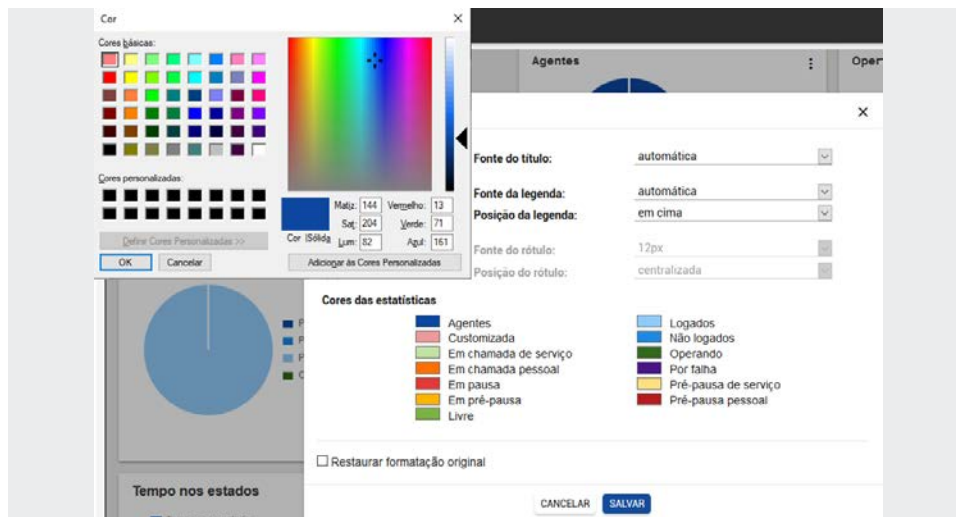 Cor
Cores básicas:
Cores personalizadas:
Definir Cores Personalizadas >>
OK Cancelar
Cor |Sólida
Matiz: 144 Vermelho: 13
Sat: 204 Verde: 71
Lum: 82 Azul: 161
Adicionar às Cores Personalizadas
Agentes
Oper
Fonte do título: automática
Fonte da legenda: automática
Posição da legenda: em cima
Fonte do rótulo: 12px
Posição do rótulo: centralizada
Cores das estatísticas
Agentes Logados
Customizada Não logados
Em chamada de serviço Operando
Em chamada pessoal Por falha
Em pausa Pré-pausa de serviço
Em pré-pausa Pré-pausa pessoal
Livre
P
P
P
Restaurar formatação original
Tempo nos estados
CANCELAR SALVAR